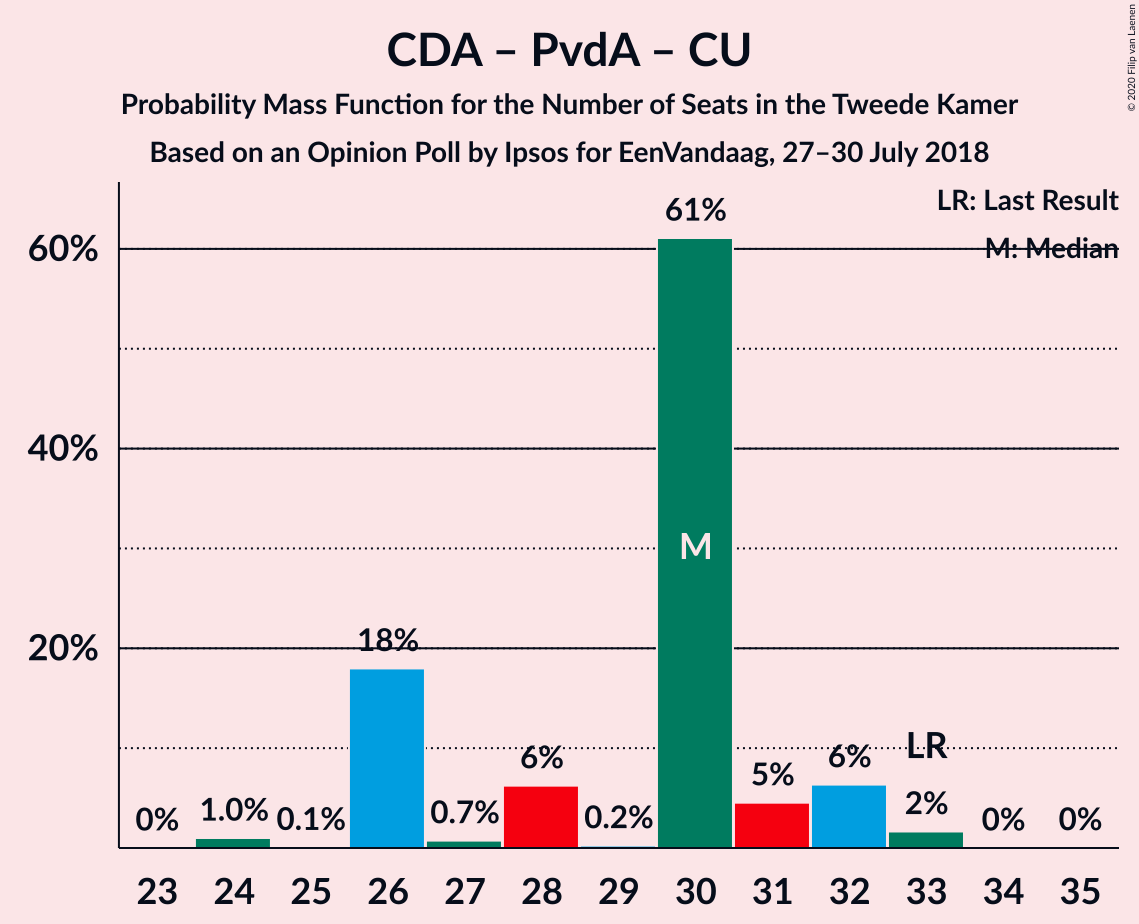 CDA – PvdA – CU
Probability Mass Function for the Number of Seats in the Tweede Kamer
Based on an Opinion Poll by Ipsos for EenVandaag, 27–30 July 2018
© 2020 Filip van Laenen
LR: Last Result
M: Median
60%
40%
20%
0% 1.0% 0.1% 18% 0.7% 6% 0.2% 61% 5% 6% 2% 0% 0%
M
LR
23 24 25 26 27 28 29 30 31 32 33 34 35